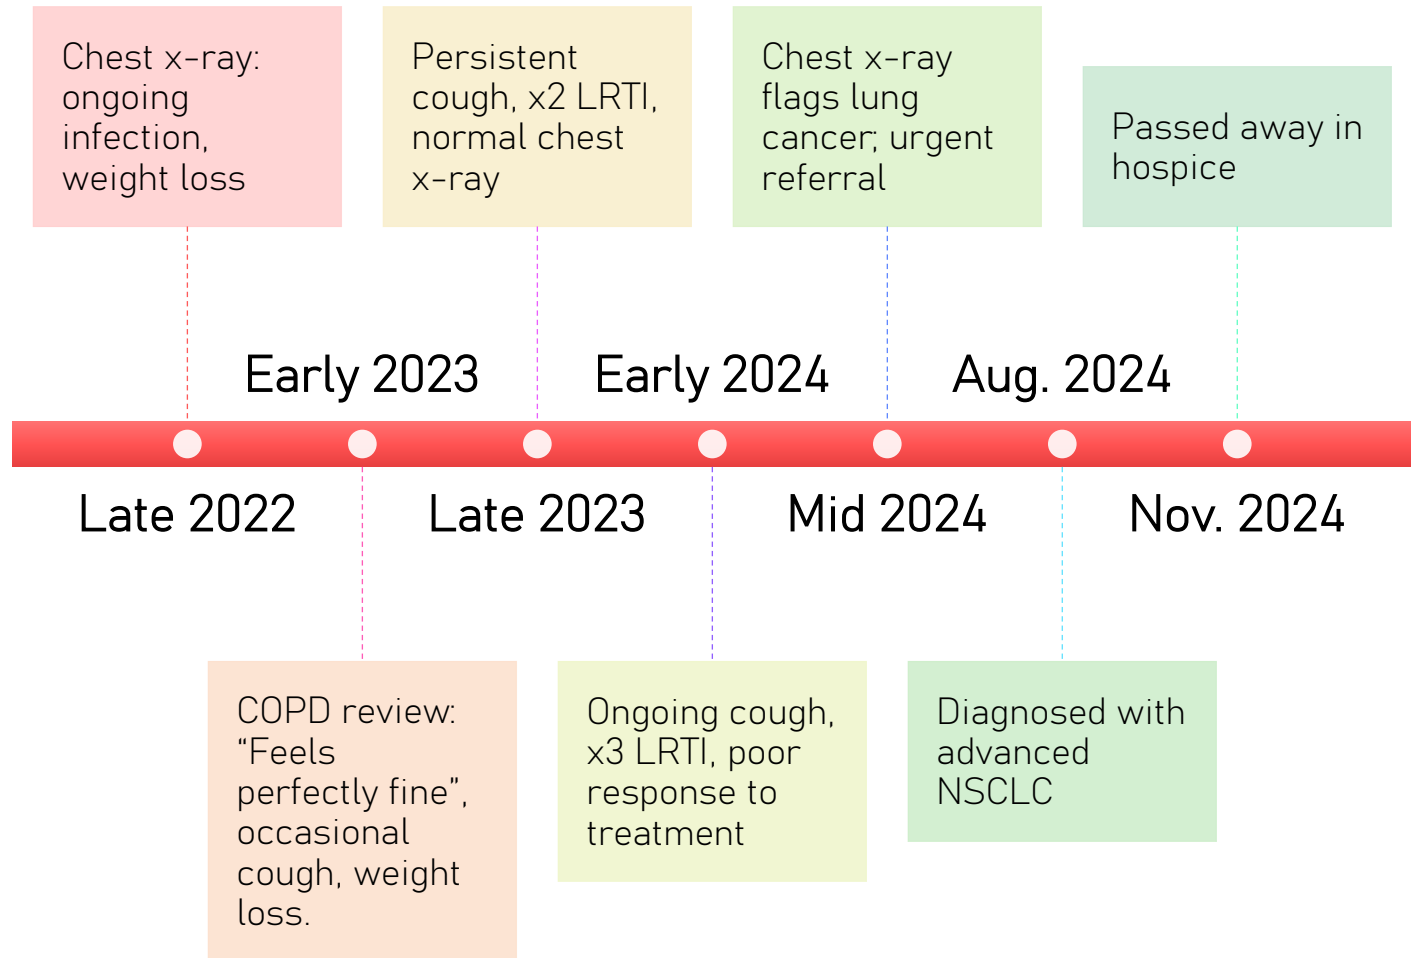 Chest x-ray:
ongoing
infection,
weight loss
Persistent
cough, x2 LRTI,
normal chest
x-ray
Chest x-ray
flags lung
cancer; urgent
referral
Passed away in
hospice
Early 2023
Early 2024
Aug. 2024
Late 2022
Late 2023
Mid 2024
Nov. 2024
COPD review:
“Feels
perfectly fine”,
occasional
cough, weight
loss.
Ongoing cough,
x3 LRTI, poor
response to
treatment
Diagnosed with
advanced
NSCLC